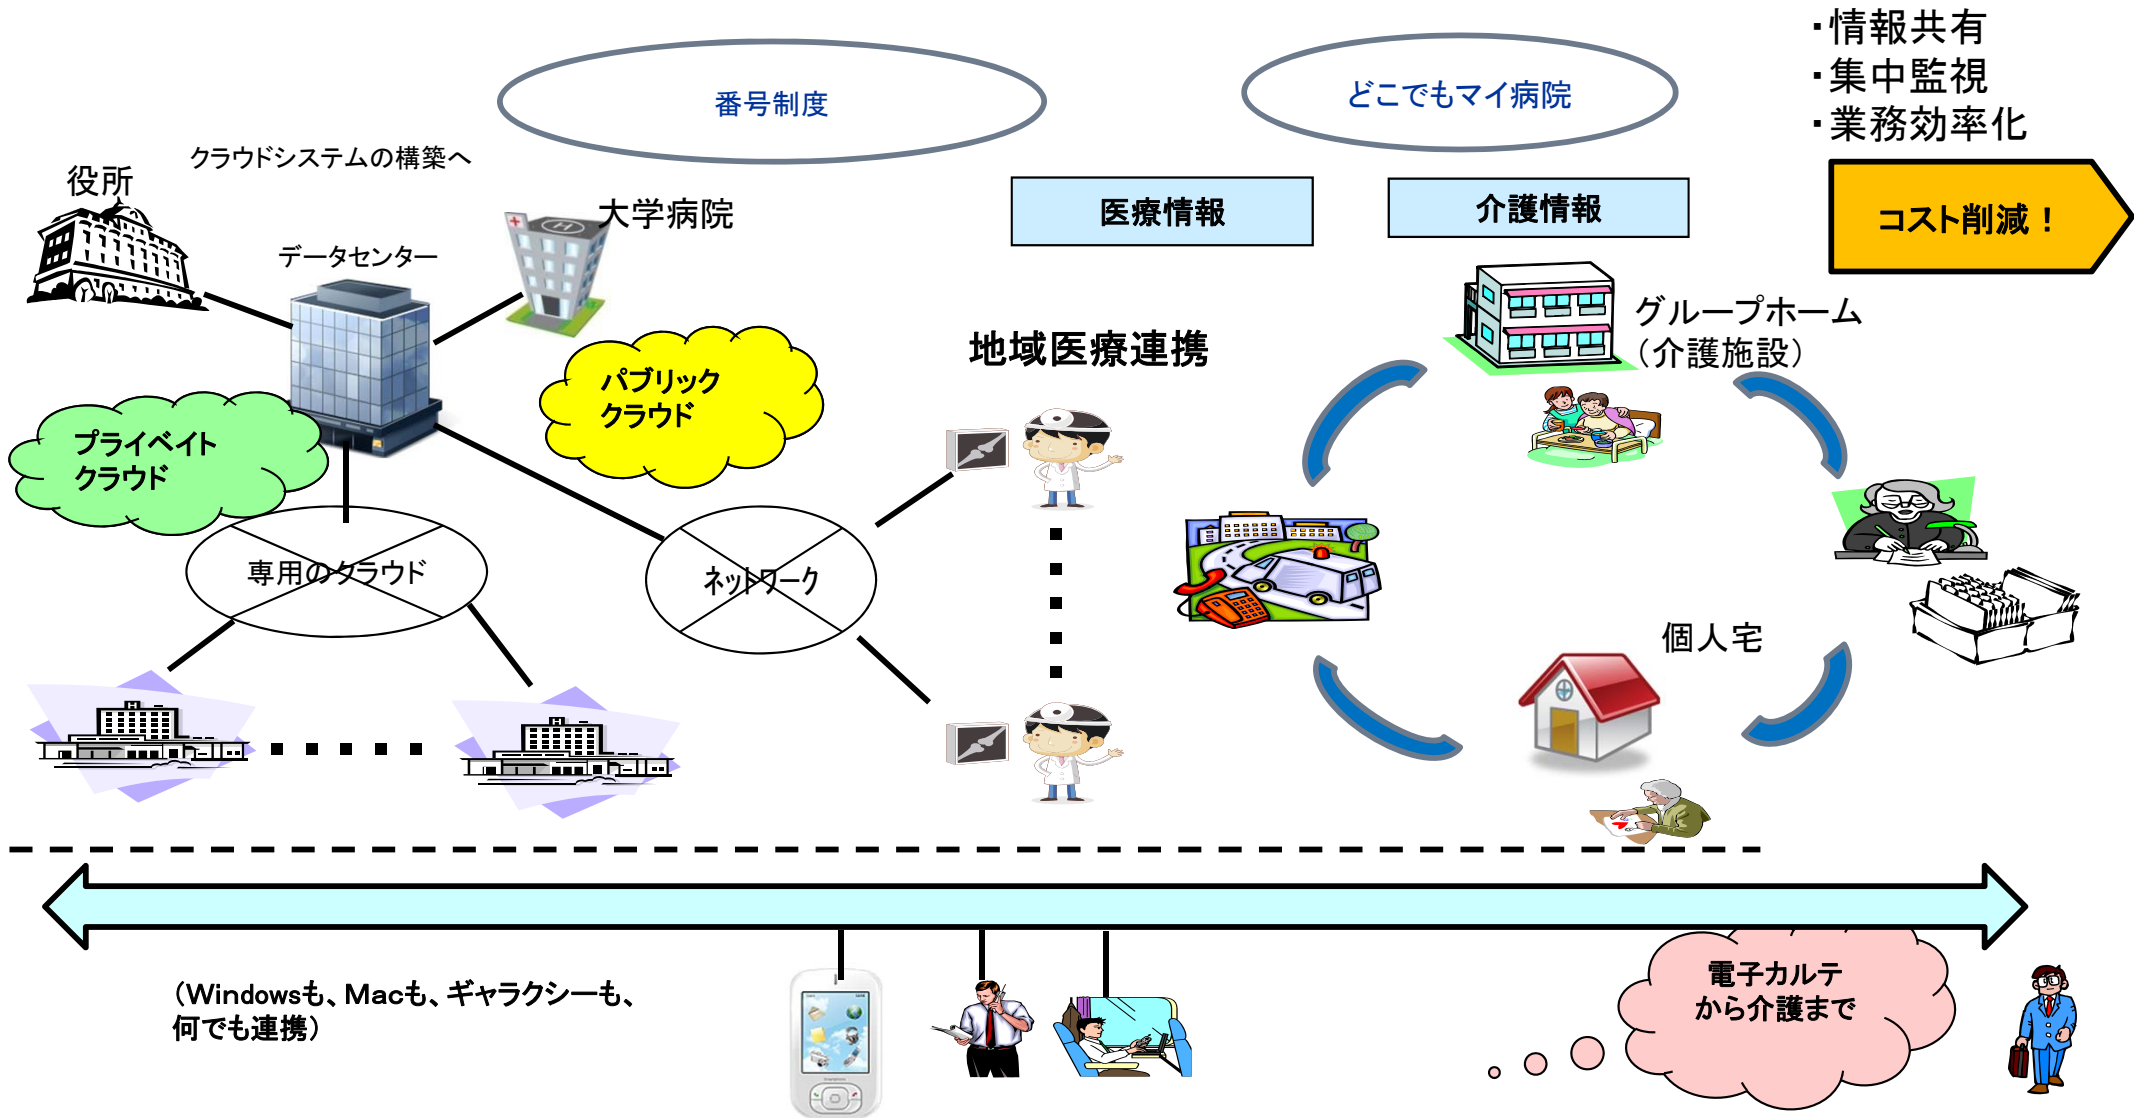 ・情報共有
・集中監視
・業務効率化
番号制度
どこでもマイ病院
クラウドシステムの構築へ
役所
大学病院
医療情報
介護情報
コスト削減！
データセンター
グループホーム
（介護施設）
地域医療連携
パブリック
クラウド
プライベイト
クラウド
専用のクラウド
ネットワーク
個人宅
（Windowsも、Macも、ギャラクシーも、
何でも連携）
電子カルテ
から介護まで